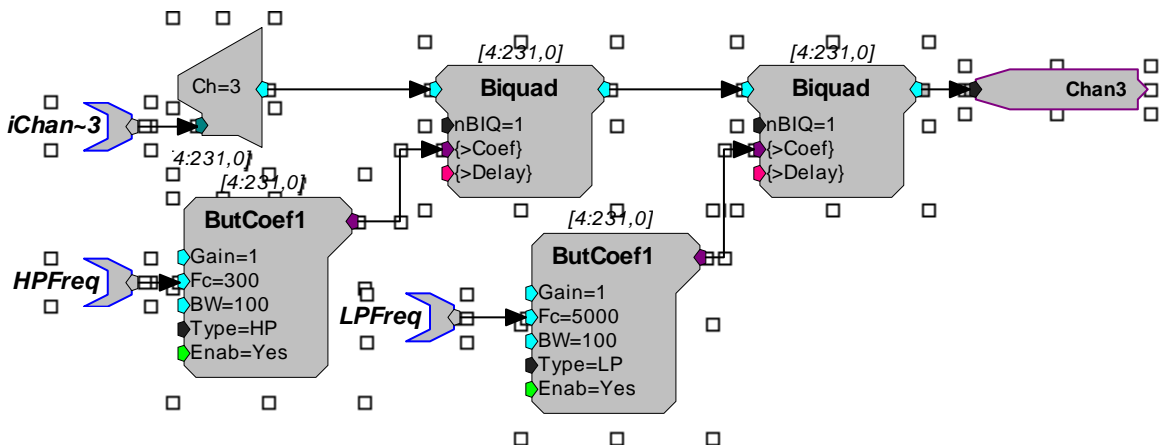 [4:231,0]
[4:231,0]
Ch=3
Biquad
Biquad
Chan3
iChan~3
nBIQ=1
{>Coef}
{>Delay}
nBIQ=1
{>Coef}
{>Delay}
4:231,0]
[4:231,0]
ButCoef1
Gain=1
HPFreq
Fc=300
BW=100
Type=HP
Enab=Yes
[4:231,0]
ButCoef1
Gain=1
LPFreq
Fc=5000
BW=100
Type=LP
Enab=Yes